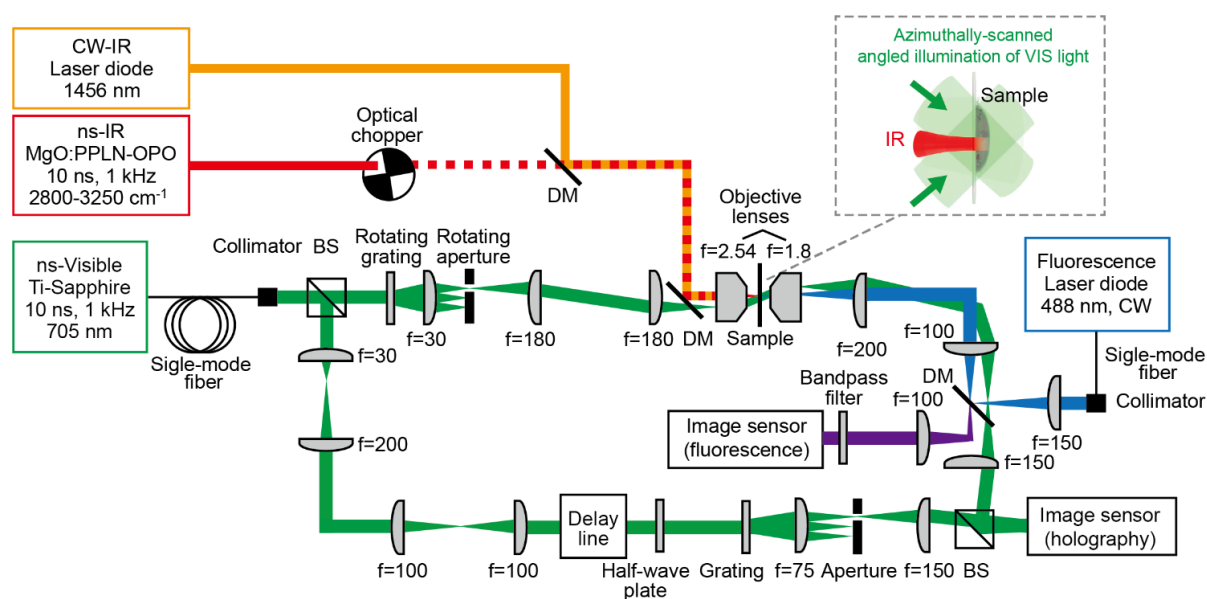 CW-IR
Laser diode
1456 nm
ns-IR
MgO:PPLN-OPO
10 ns, 1 kHz
2800-3250 cm⁻¹
Optical
chopper
DM
Azimuthally-scanned
angled illumination of VIS light
Sample
IR
Objective
lenses
f=2.54 f=1.8
ns-Visible
Ti-Sapphire
10 ns, 1 kHz
705 nm
Sigle-mode
fiber
Collimator BS
Rotating
grating
Rotating
aperture
f=30
f=180
f=180
DM
Sample
f=200
f=100
Fluorescence
Laser diode
488 nm, CW
Sigle-mode
fiber
Collimator
f=150
DM
f=100
Bandpass
filter
Image sensor
(fluorescence)
f=150
f=30
f=200
f=100
f=100
Delay
line
Half-wave
plate
Grating
f=75
Aperture
f=150
BS
Image sensor
(holography)